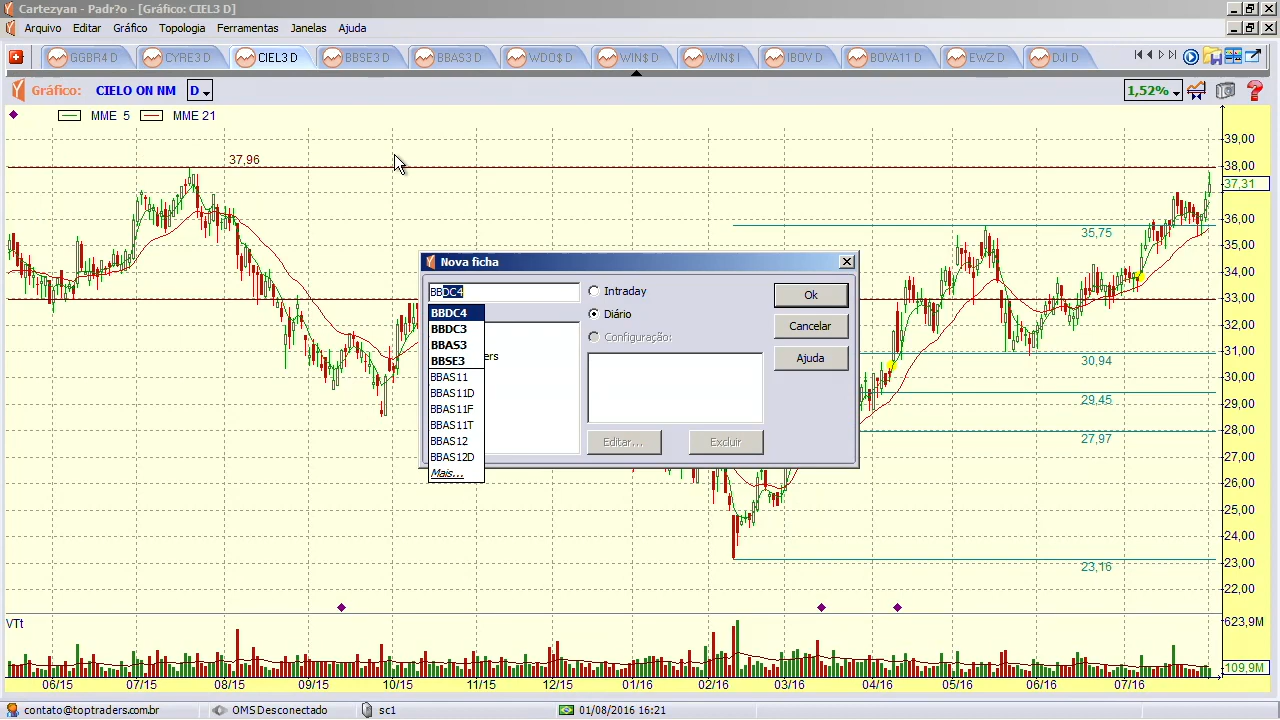 Cartezyan - Padr?o - [Gráfico: CIEL3 D]
Arquivo Editar Gráfico Topologia Ferramentas Janelas Ajuda
GGBR4 D CYRE3 D CIEL3 D BBSE3 D BBAS3 D WDO$ D WIN$ D WIN$ I IBOV D BOVA11 D EWZ D DJI D
Gráfico: CIELO ON NM D 1,52%
MME 5 MME 21
37,96
39,00
38,00
37,31
36,00
35,75
35,00
34,00
33,00
32,00
31,00
30,94
30,00
29,45
29,00
28,00
27,97
27,00
26,00
25,00
24,00
23,00
23,16
22,00
Nova ficha
BBDC4
Intraday
Diário
Configuração:
Ok
Cancelar
Ajuda
Editar...
Excluir
BBDC4
BBDC3
BBAS3
BBSE3
BBAS11
BBAS11D
BBAS11F
BBAS11T
BBAS12
BBAS12D
Mais...
VTt
623,9M
109,9M
06/15 07/15 08/15 09/15 10/15 11/15 12/15 01/16 02/16 03/16 04/16 05/16 06/16 07/16
contato@toptraders.com.br OMS Desconectado sc1 01/08/2016 16:21